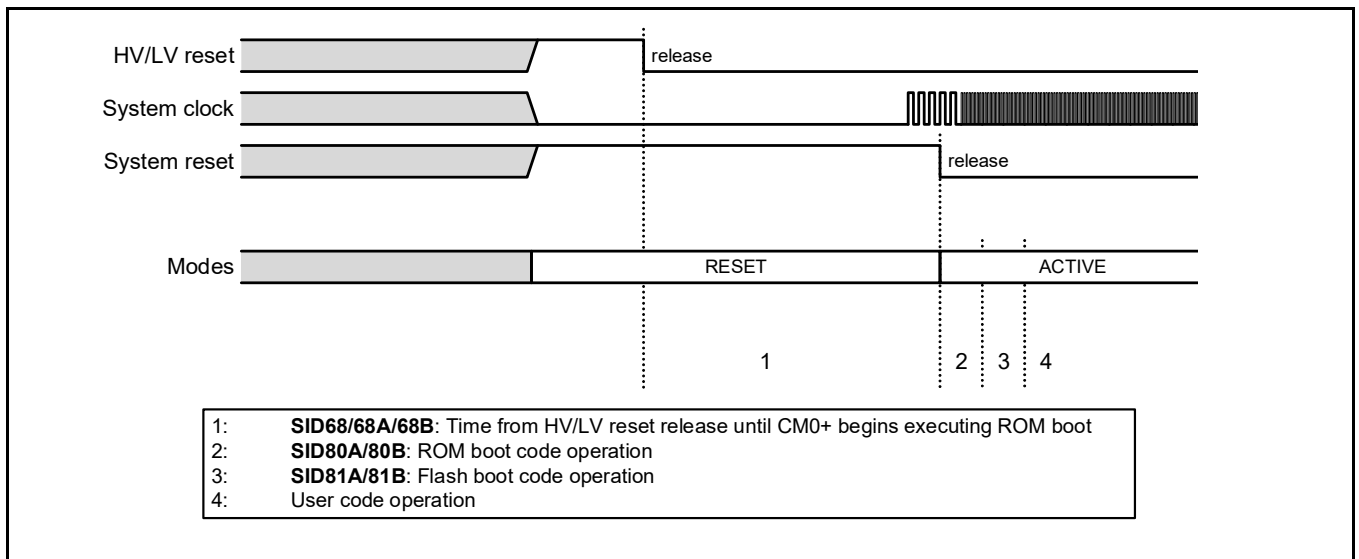 HV/LV reset
release
System clock
System reset
release
Modes
RESET
ACTIVE
1
2
3
4
1: SID68/68A/68B: Time from HV/LV reset release until CM0+ begins executing ROM boot
2: SID80A/80B: ROM boot code operation
3: SID81A/81B: Flash boot code operation
4: User code operation